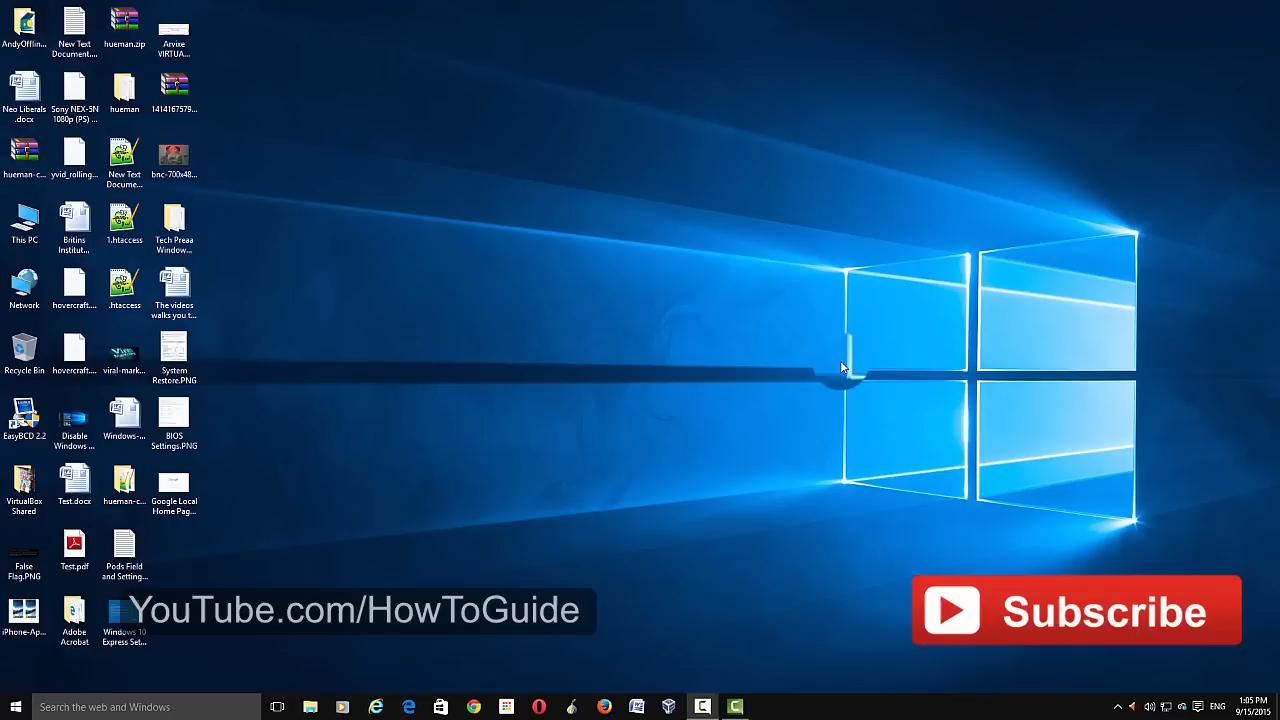 AndyOfflin...
New Text
Document....
hueman.zip
Arvixe
VIRTUA...
Neo Liberals
.docx
Sony NEX-5N
1080p (PS) ...
hueman
1414167579...
hueman-c...
yvid_rolling...
New Text
Docume...
bnc-700x48...
This PC
Britins
Institut...
1.htaccess
Tech Preaa
Window...
Network
hovercraft....
.htaccess
The videos
walks you t...
Recycle Bin
hovercraft....
viral-mark...
System
Restore.PNG
EasyBCD 2.2
Disable
Windows ...
Windows-...
BIOS
Settings.PNG
VirtualBox
Shared
Test.docx
hueman-c...
Google Local
Home Pag...
False
Flag.PNG
Test.pdf
Pods Field
and Setting...
iPhone-Ap...
Adobe
Acrobat
Windows 10
Express Set...
YouTube.com/HowToGuide
Subscribe
Search the web and Windows
ENG
1:05 PM
9/15/2015